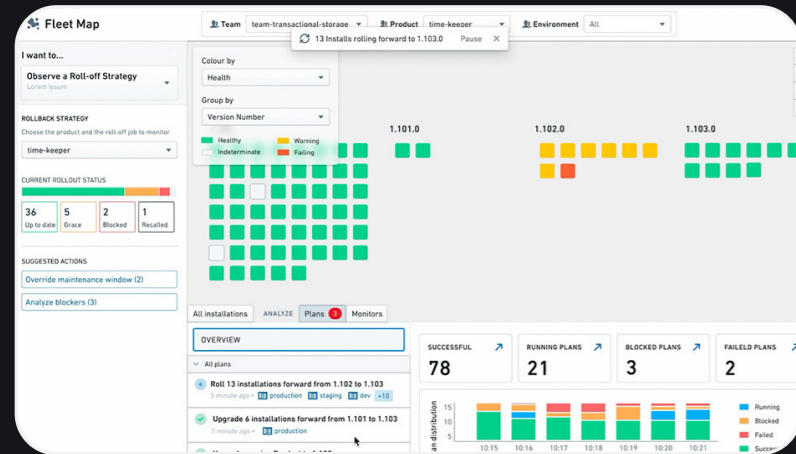 Fleet Map
Team team-transactional-storage Product time-keeper Environment All
13 Installs rolling forward to 1.103.0 Pause
I want to...
Observe a Roll-off Strategy
Lorem Ipsum
ROLLBACK STRATEGY
Choose the product and the roll-off job to monitor
time-keeper
CURRENT ROLLOUT STATUS
36 5 2 1
Up to date Grace Blocked Recalled
SUGGESTED ACTIONS
Override maintenance window (2)
Analyze blockers (3)
Colour by
Health
Group by
Version Number
Healthy Warning
Indeterminate Failing
1.101.0 1.102.0 1.103.0
All installations ANALYZE Plans 3 Monitors
OVERVIEW
All plans
Roll 13 installations forward from 1.102 to 1.103
5 minute ago • production staging dev +10
Upgrade 6 installations forward from 1.101 to 1.103
7 minute ago • production
SUCCESSFUL RUNNING PLANS BLOCKED PLANS FAILELD PLANS
78 21 3 2
an distribution
15
10
5
10:15 10:16 10:17 10:18 10:19 10:20 10:21
Running
Blocked
Failed